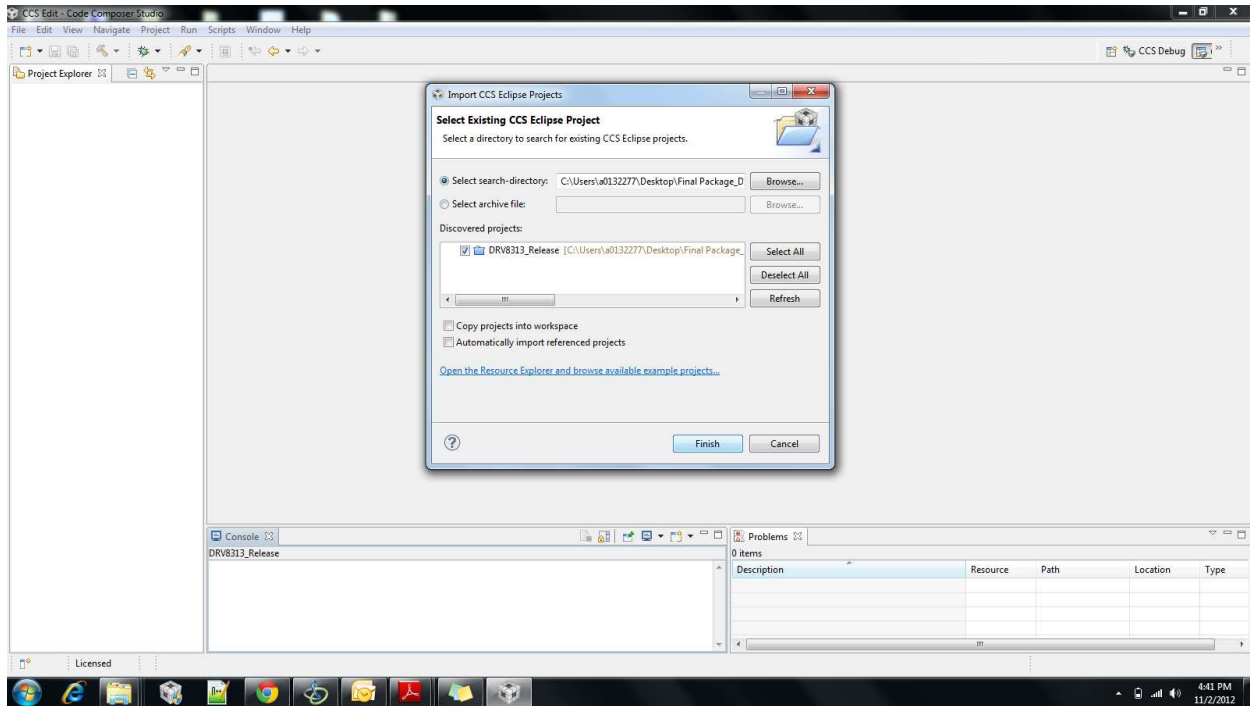 CCS Edit - Code Composer Studio
File Edit View Navigate Project Run Scripts Window Help
CCS Debug
Project Explorer
Import CCS Eclipse Projects
Select Existing CCS Eclipse Project
Select a directory to search for existing CCS Eclipse projects.
Select search-directory: C:\Users\a0132277\Desktop\Final Package_D Browse...
Select archive file: Browse...
Discovered projects:
DRV8313_Release [C:\Users\a0132277\Desktop\Final Package_ Select All
Deselect All
Refresh
Copy projects into workspace
Automatically import referenced projects
Open the Resource Explorer and browse available example projects...
Finish Cancel
Console
DRV8313_Release
Problems
0 items
Description Resource Path Location Type
Licensed
4:41 PM
11/2/2012